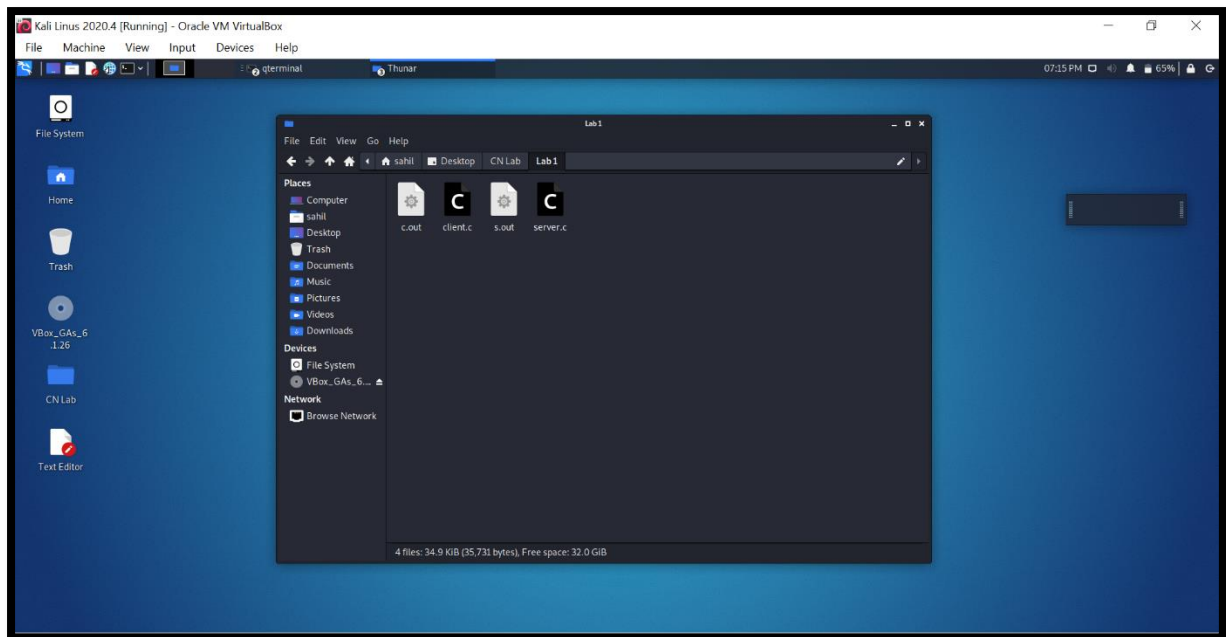 Kali Linus 2020.4 [Running] - Oracle VM VirtualBox
File Machine View Input Devices Help
qterminal
2
Thunar
3
07:15 PM 65%
File System
Home
Trash
VBox_GAs_6
.1.26
CN Lab
Text Editor
Lab 1
File Edit View Go Help
sahil Desktop CN Lab Lab 1
Places
Computer
sahil
Desktop
Trash
Documents
Music
Pictures
Videos
Downloads
Devices
File System
VBox_GAs_6....
Network
Browse Network
C C
c.out client.c s.out server.c
4 files: 34.9 KiB (35,731 bytes), Free space: 32.0 GiB